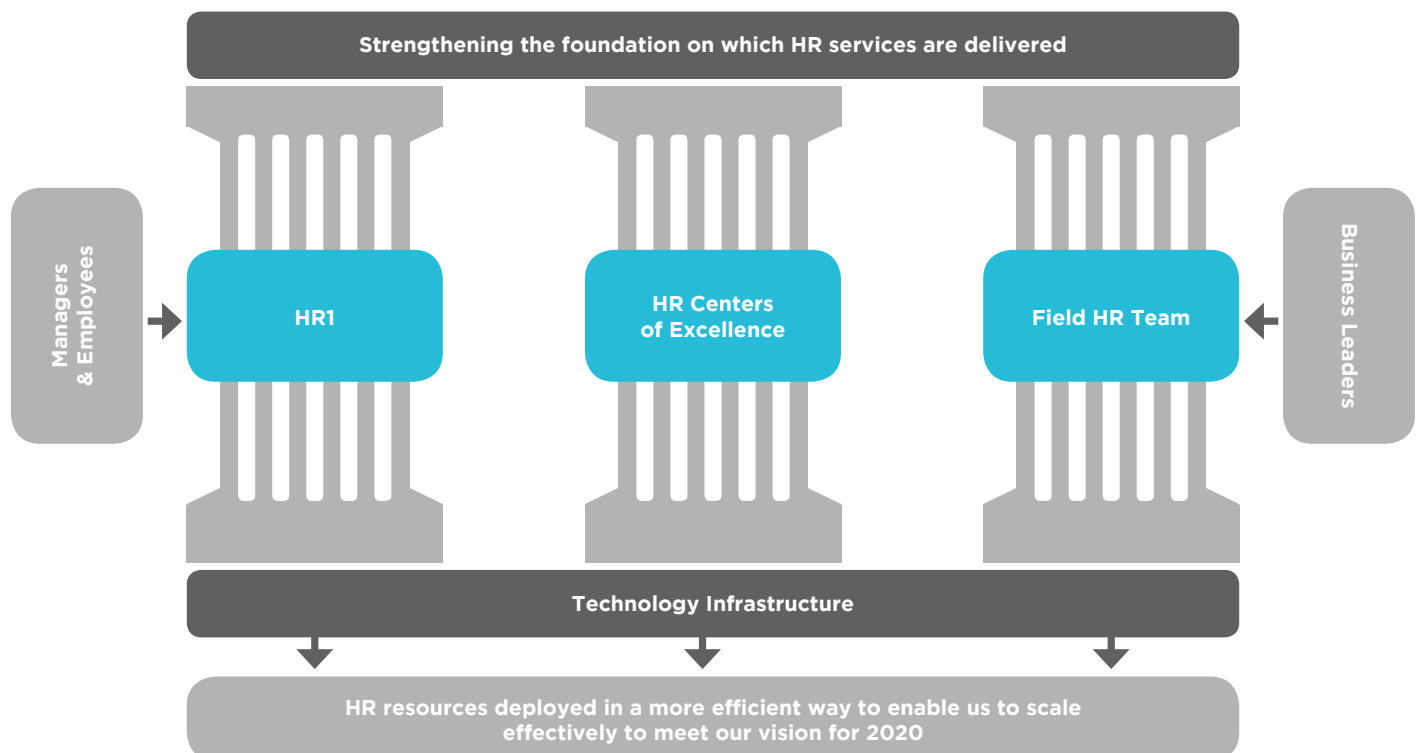 Strengthening the foundation on which HR services are delivered
Managers
& Employees
HR1
HR Centers
of Excellence
Field HR Team
Business Leaders
Technology Infrastructure
HR resources deployed in a more efficient way to enable us to scale
effectively to meet our vision for 2020